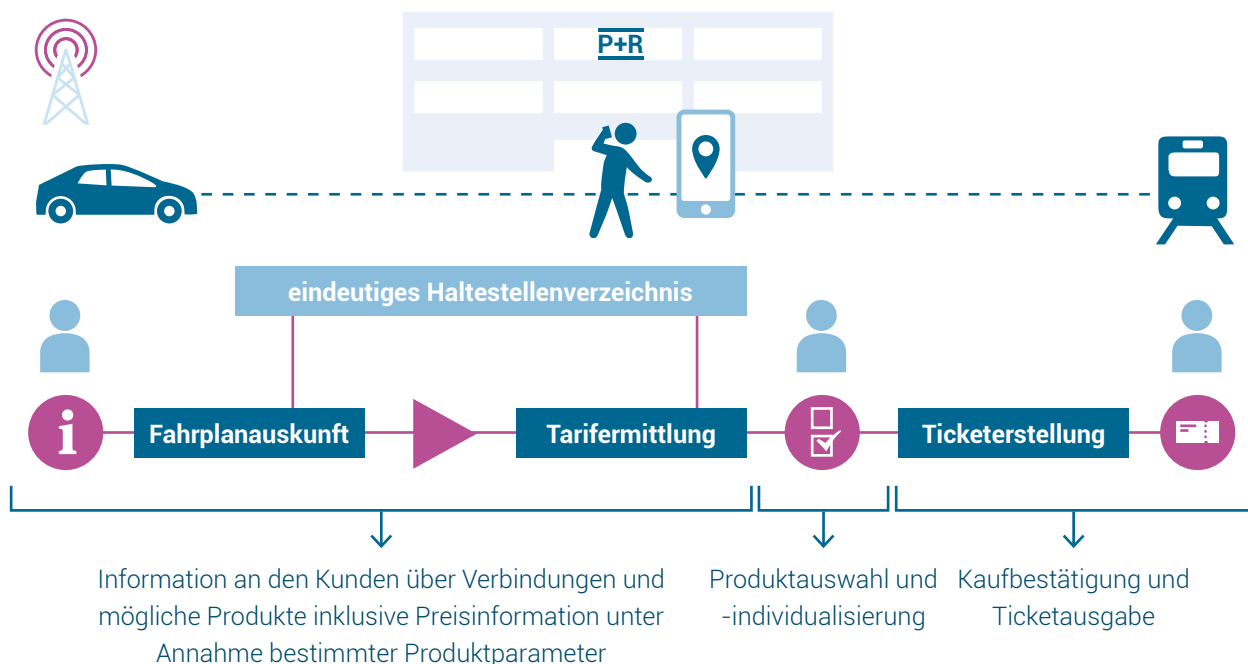 P+R
eindeutiges Haltestellenverzeichnis
Fahrplanauskunft
Tarifermittlung
Ticketerstellung
Information an den Kunden über Verbindungen und
mögliche Produkte inklusive Preisinformation unter
Annahme bestimmter Produktparameter
Produktauswahl und
-individualisierung
Kaufbestätigung und
Ticketausgabe